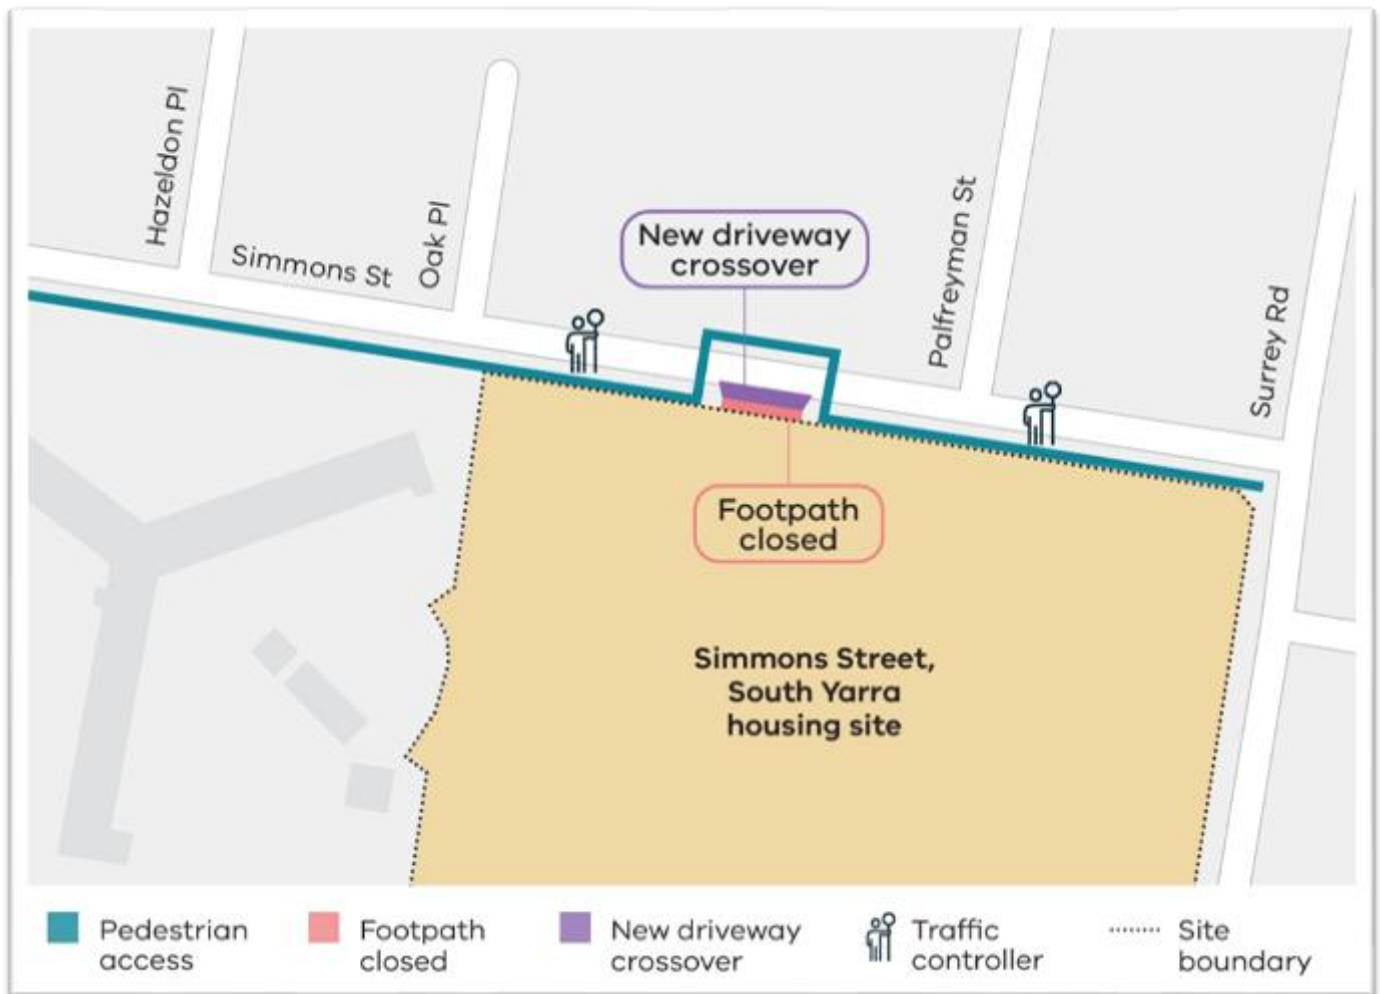 Hazeldon Pl
Simmons St
Oak Pl
New driveway
crossover
Palfreyman St
Surrey Rd
Footpath
closed
Simmons Street,
South Yarra
housing site
Pedestrian
access
Footpath
closed
New driveway
crossover
Traffic
controller
Site
boundary